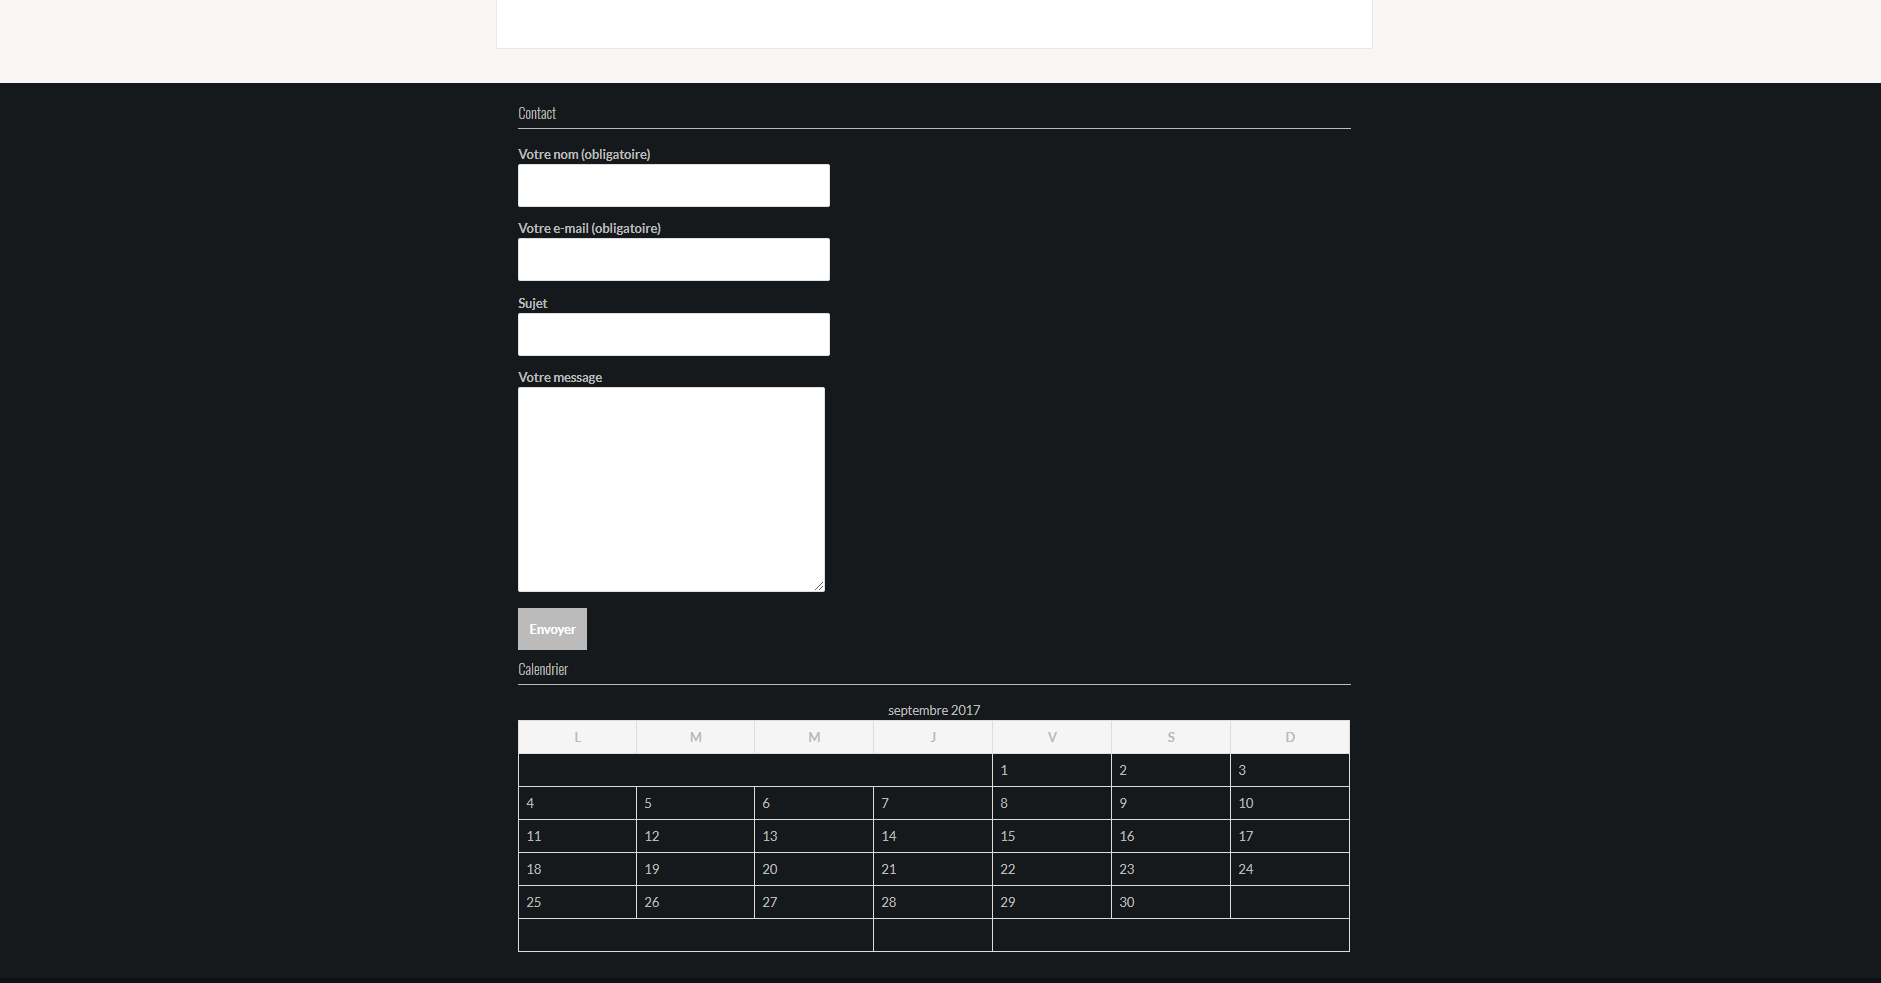 Contact
Votre nom (obligatoire)
Votre e-mail (obligatoire)
Sujet
Votre message
Envoyer
Calendrier
septembre 2017
L M M J V S D
1 2 3
4 5 6 7 8 9 10
11 12 13 14 15 16 17
18 19 20 21 22 23 24
25 26 27 28 29 30